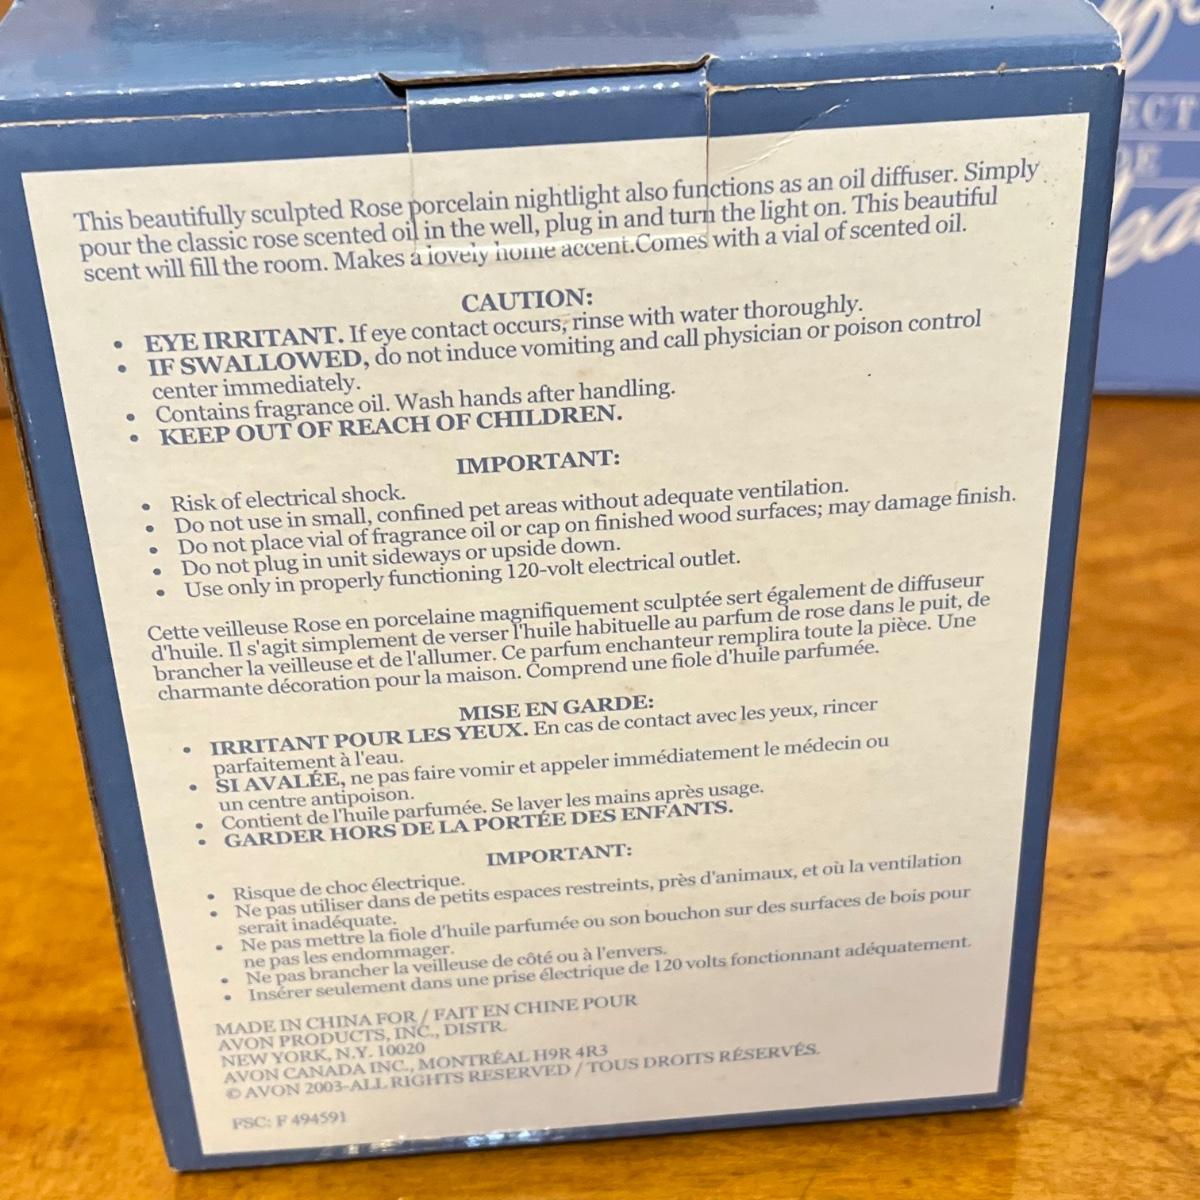 This beautifully sculpted Rose porcelain nightlight also functions as an oil diffuser. Simply
pour the classic rose scented oil in the well, plug in and turn the light on. This beautiful
scent will fill the room. Makes a lovely home accent.Comes with a vial of scented oil.
CAUTION:
• EYE IRRITANT. If eye contact occurs, rinse with water thoroughly.
• IF SWALLOWED, do not induce vomiting and call physician or poison control
center immediately.
• Contains fragrance oil. Wash hands after handling.
• KEEP OUT OF REACH OF CHILDREN.
IMPORTANT:
• Risk of electrical shock.
• Do not use in small, confined pet areas without adequate ventilation.
• Do not place vial of fragrance oil or cap on finished wood surfaces; may damage finish.
• Do not plug in unit sideways or upside down.
• Use only in properly functioning 120-volt electrical outlet.
Cette veilleuse Rose en porcelaine magnifiquement sculptée sert également de diffuseur
d'huile. Il s'agit simplement de verser l'huile habituelle au parfum de rose dans le puit, de
brancher la veilleuse et de l'allumer. Ce parfum enchanteur remplira toute la pièce. Une
charmante décoration pour la maison. Comprend une fiole d'huile parfumée.
MISE EN GARDE:
• IRRITANT POUR LES YEUX. En cas de contact avec les yeux, rincer
parfaitement à l'eau.
• SI AVALÉE, ne pas faire vomir et appeler immédiatement le médecin ou
un centre antipoison.
• Contient de l'huile parfumée. Se laver les mains après usage.
• GARDER HORS DE LA PORTÉE DES ENFANTS.
IMPORTANT:
• Risque de choc électrique.
• Ne pas utiliser dans de petits espaces restreints, près d'animaux, et où la ventilation
serait inadéquate.
• Ne pas mettre la fiole d'huile parfumée ou son bouchon sur des surfaces de bois pour
ne pas les endommager.
• Ne pas brancher la veilleuse de côté ou à l'envers.
• Insérer seulement dans une prise électrique de 120 volts fonctionnant adéquatement.
MADE IN CHINA FOR / FAIT EN CHINE POUR
AVON PRODUCTS, INC., DISTR.
NEW YORK, N.Y. 10020
AVON CANADA INC., MONTRÉAL H9R 4R3
© AVON 2003-ALL RIGHTS RESERVED / TOUS DROITS RÉSERVÉS.
PSC: F 494591